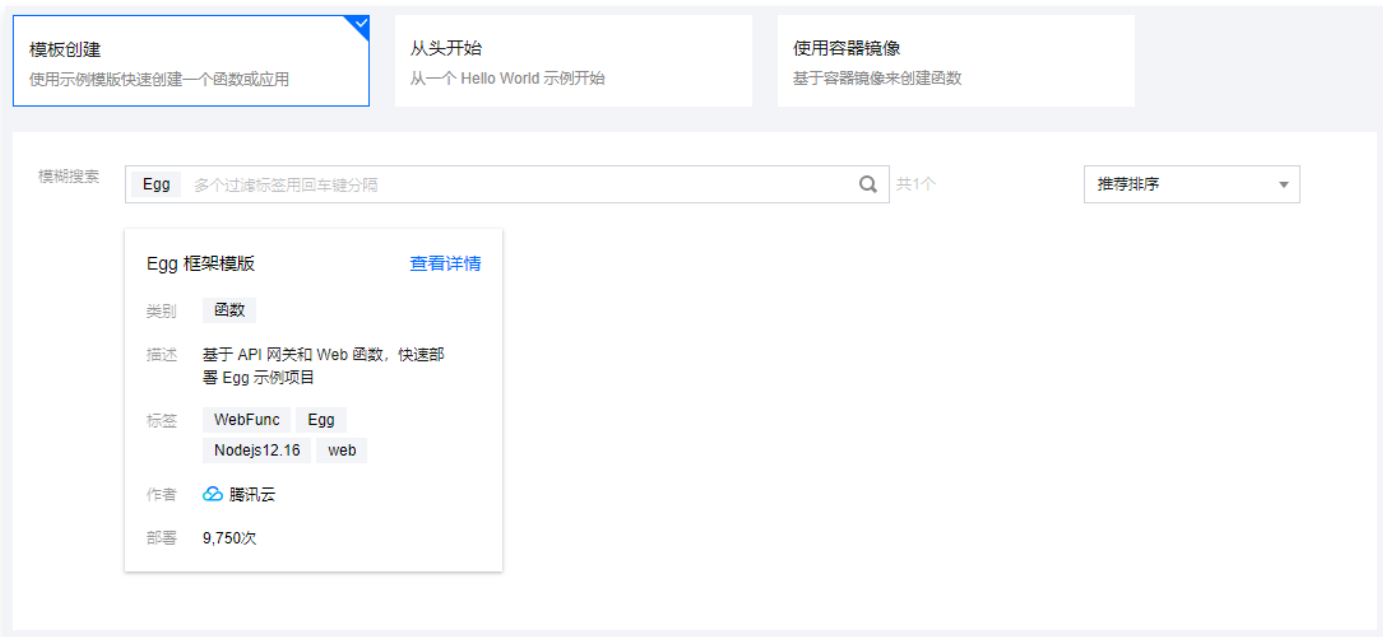 模板创建
使用示例模版快速创建一个函数或应用
从头开始
从一个 Hello World 示例开始
使用容器镜像
基于容器镜像来创建函数
模糊搜索
Egg 多个过滤标签用回车键分隔
共1个
推荐排序
Egg 框架模版 查看详情
类别 函数
描述 基于 API 网关和 Web 函数，快速部
署 Egg 示例项目
标签 WebFunc Egg
Nodejs12.16 web
作者 腾讯云
部署 9,750次